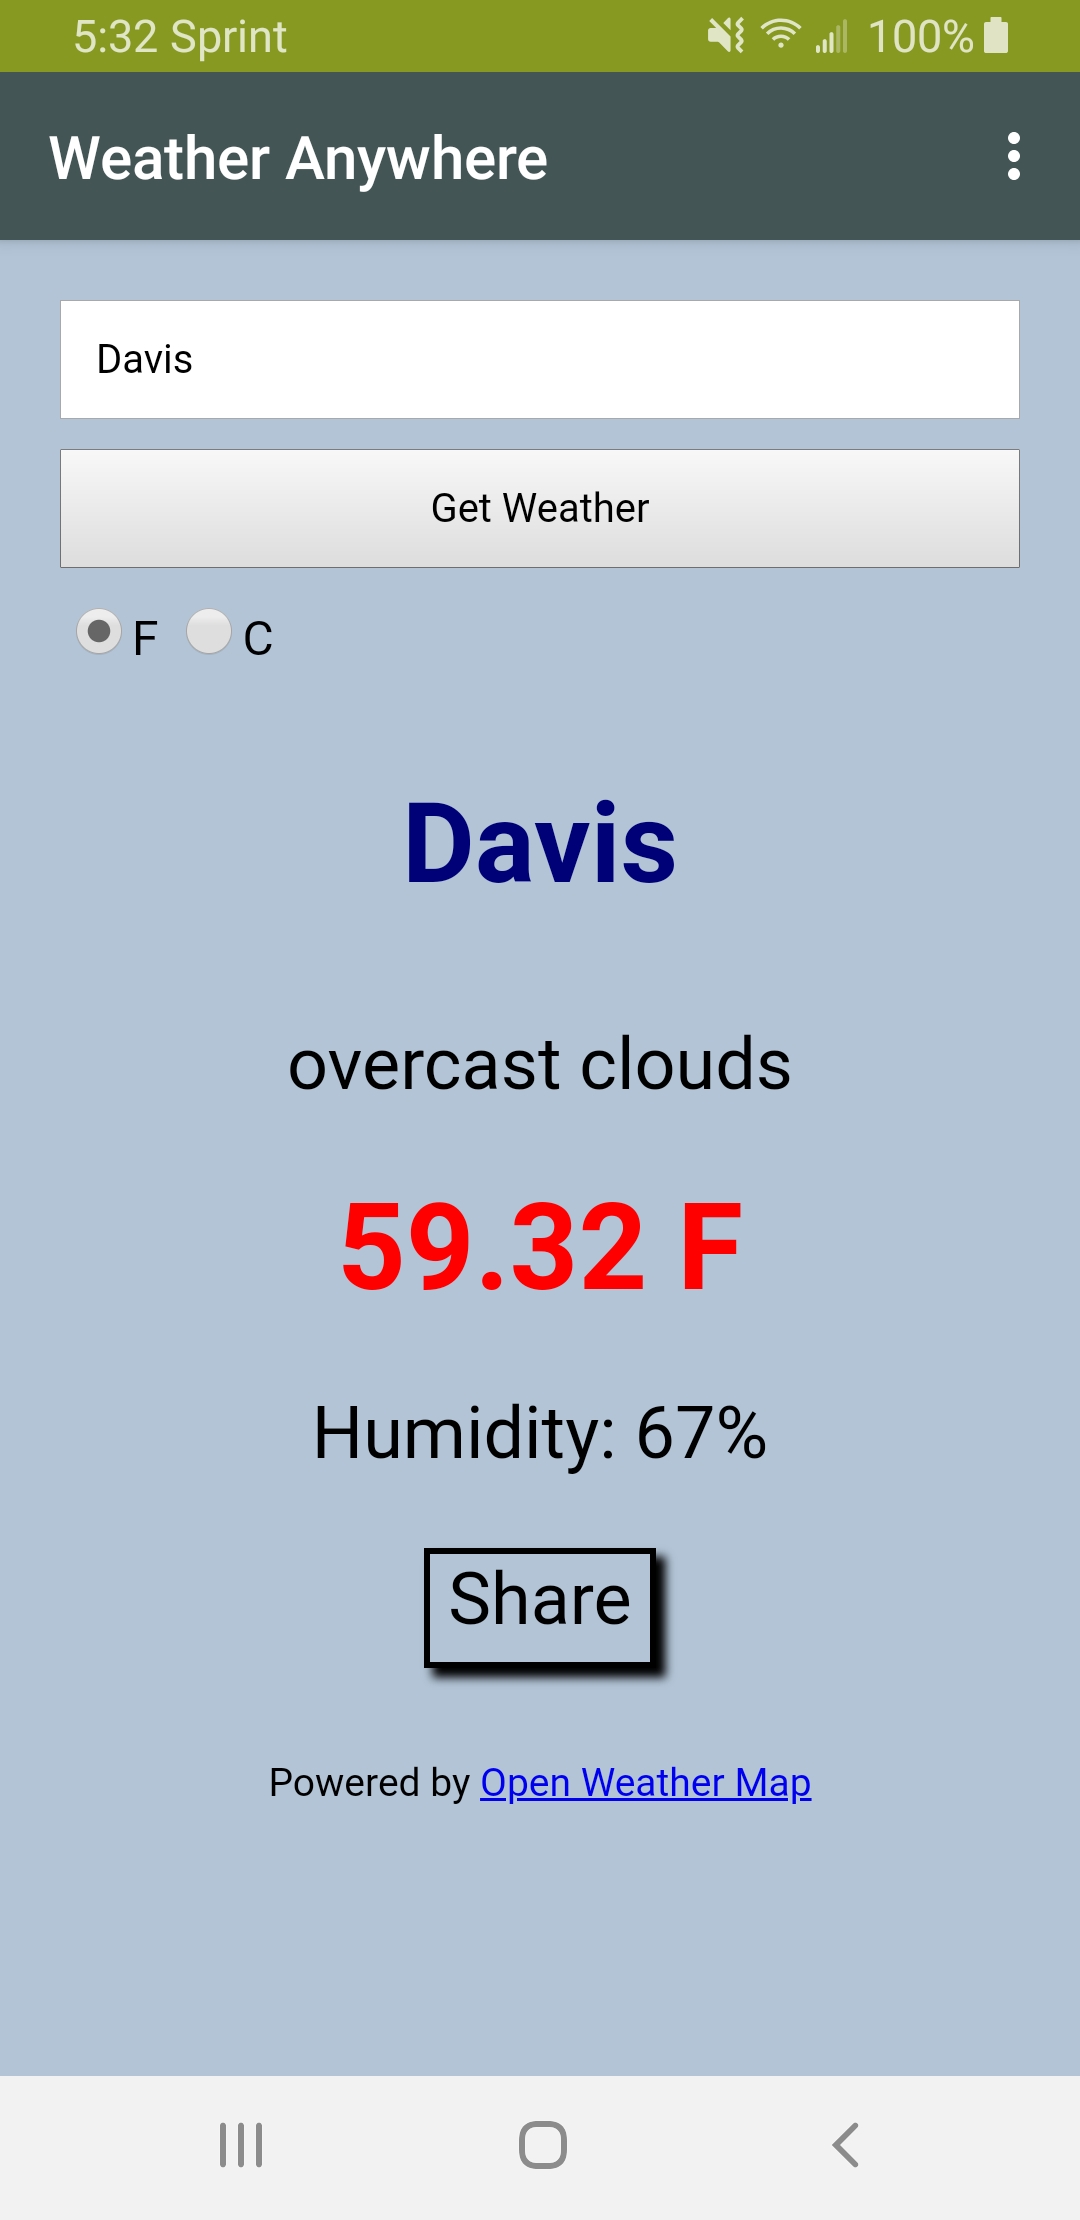 5:32 Sprint 100%
Weather Anywhere
Davis
Get Weather
F C
Davis
overcast clouds
59.32 F
Humidity: 67%
Share
Powered by Open Weather Map